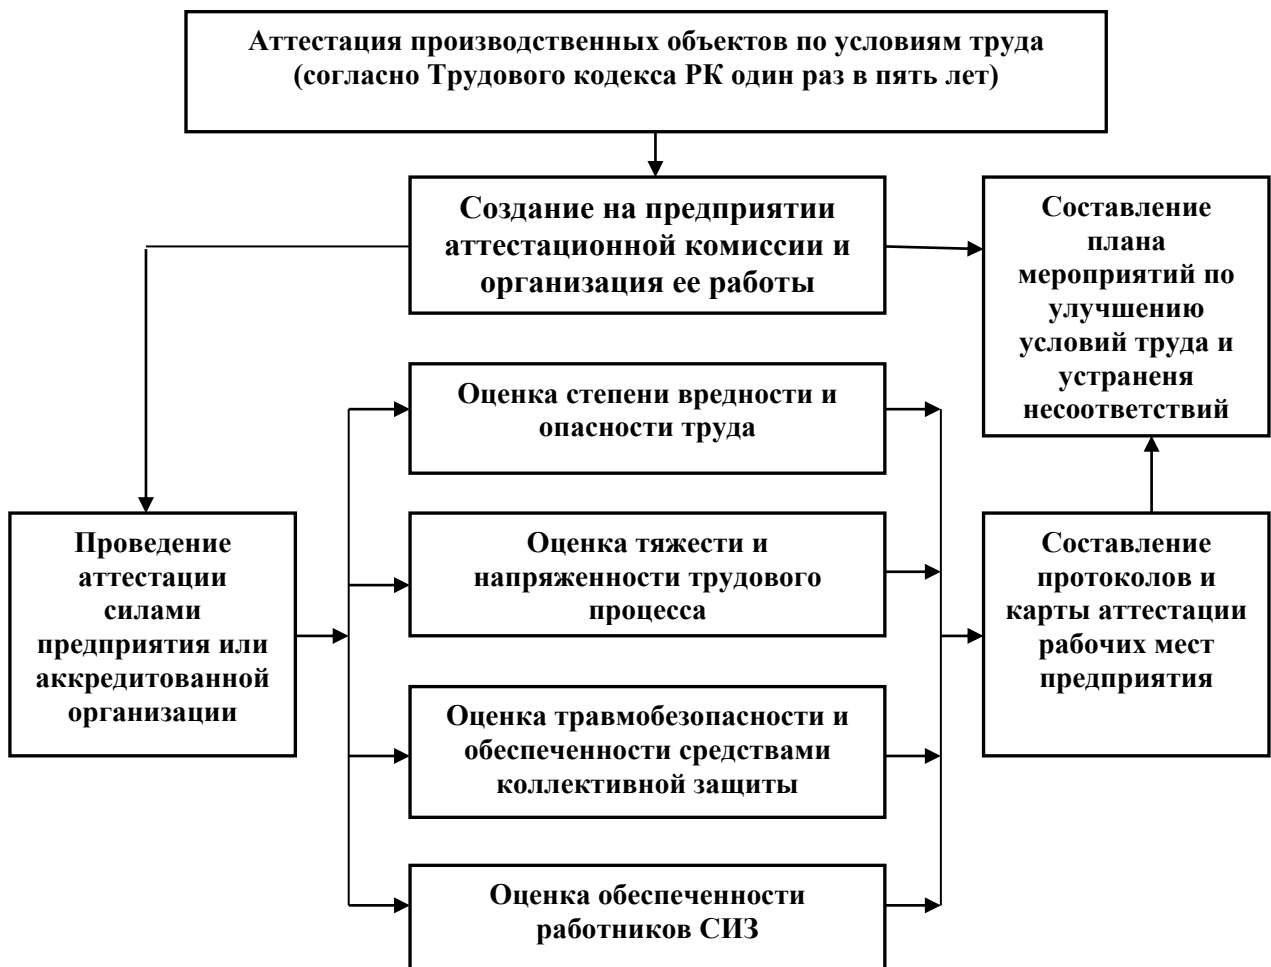 Аттестация производственных объектов по условиям труда
(согласно Трудового кодекса РК один раз в пять лет)
Создание на предприятии
аттестационной комиссии и
организация ее работы
Составление
плана
мероприятий по
улучшению
условий труда и
устраненя
несоответствий
Оценка степени вредности и
опасности труда
Проведение
аттестации
силами
предприятия или
аккредитованной
организации
Оценка тяжести и
напряженности трудового
процесса
Составление
протоколов и
карты аттестации
рабочих мест
предприятия
Оценка травмобезопасности и
обеспеченности средствами
коллективной защиты
Оценка обеспеченности
работников СИЗ